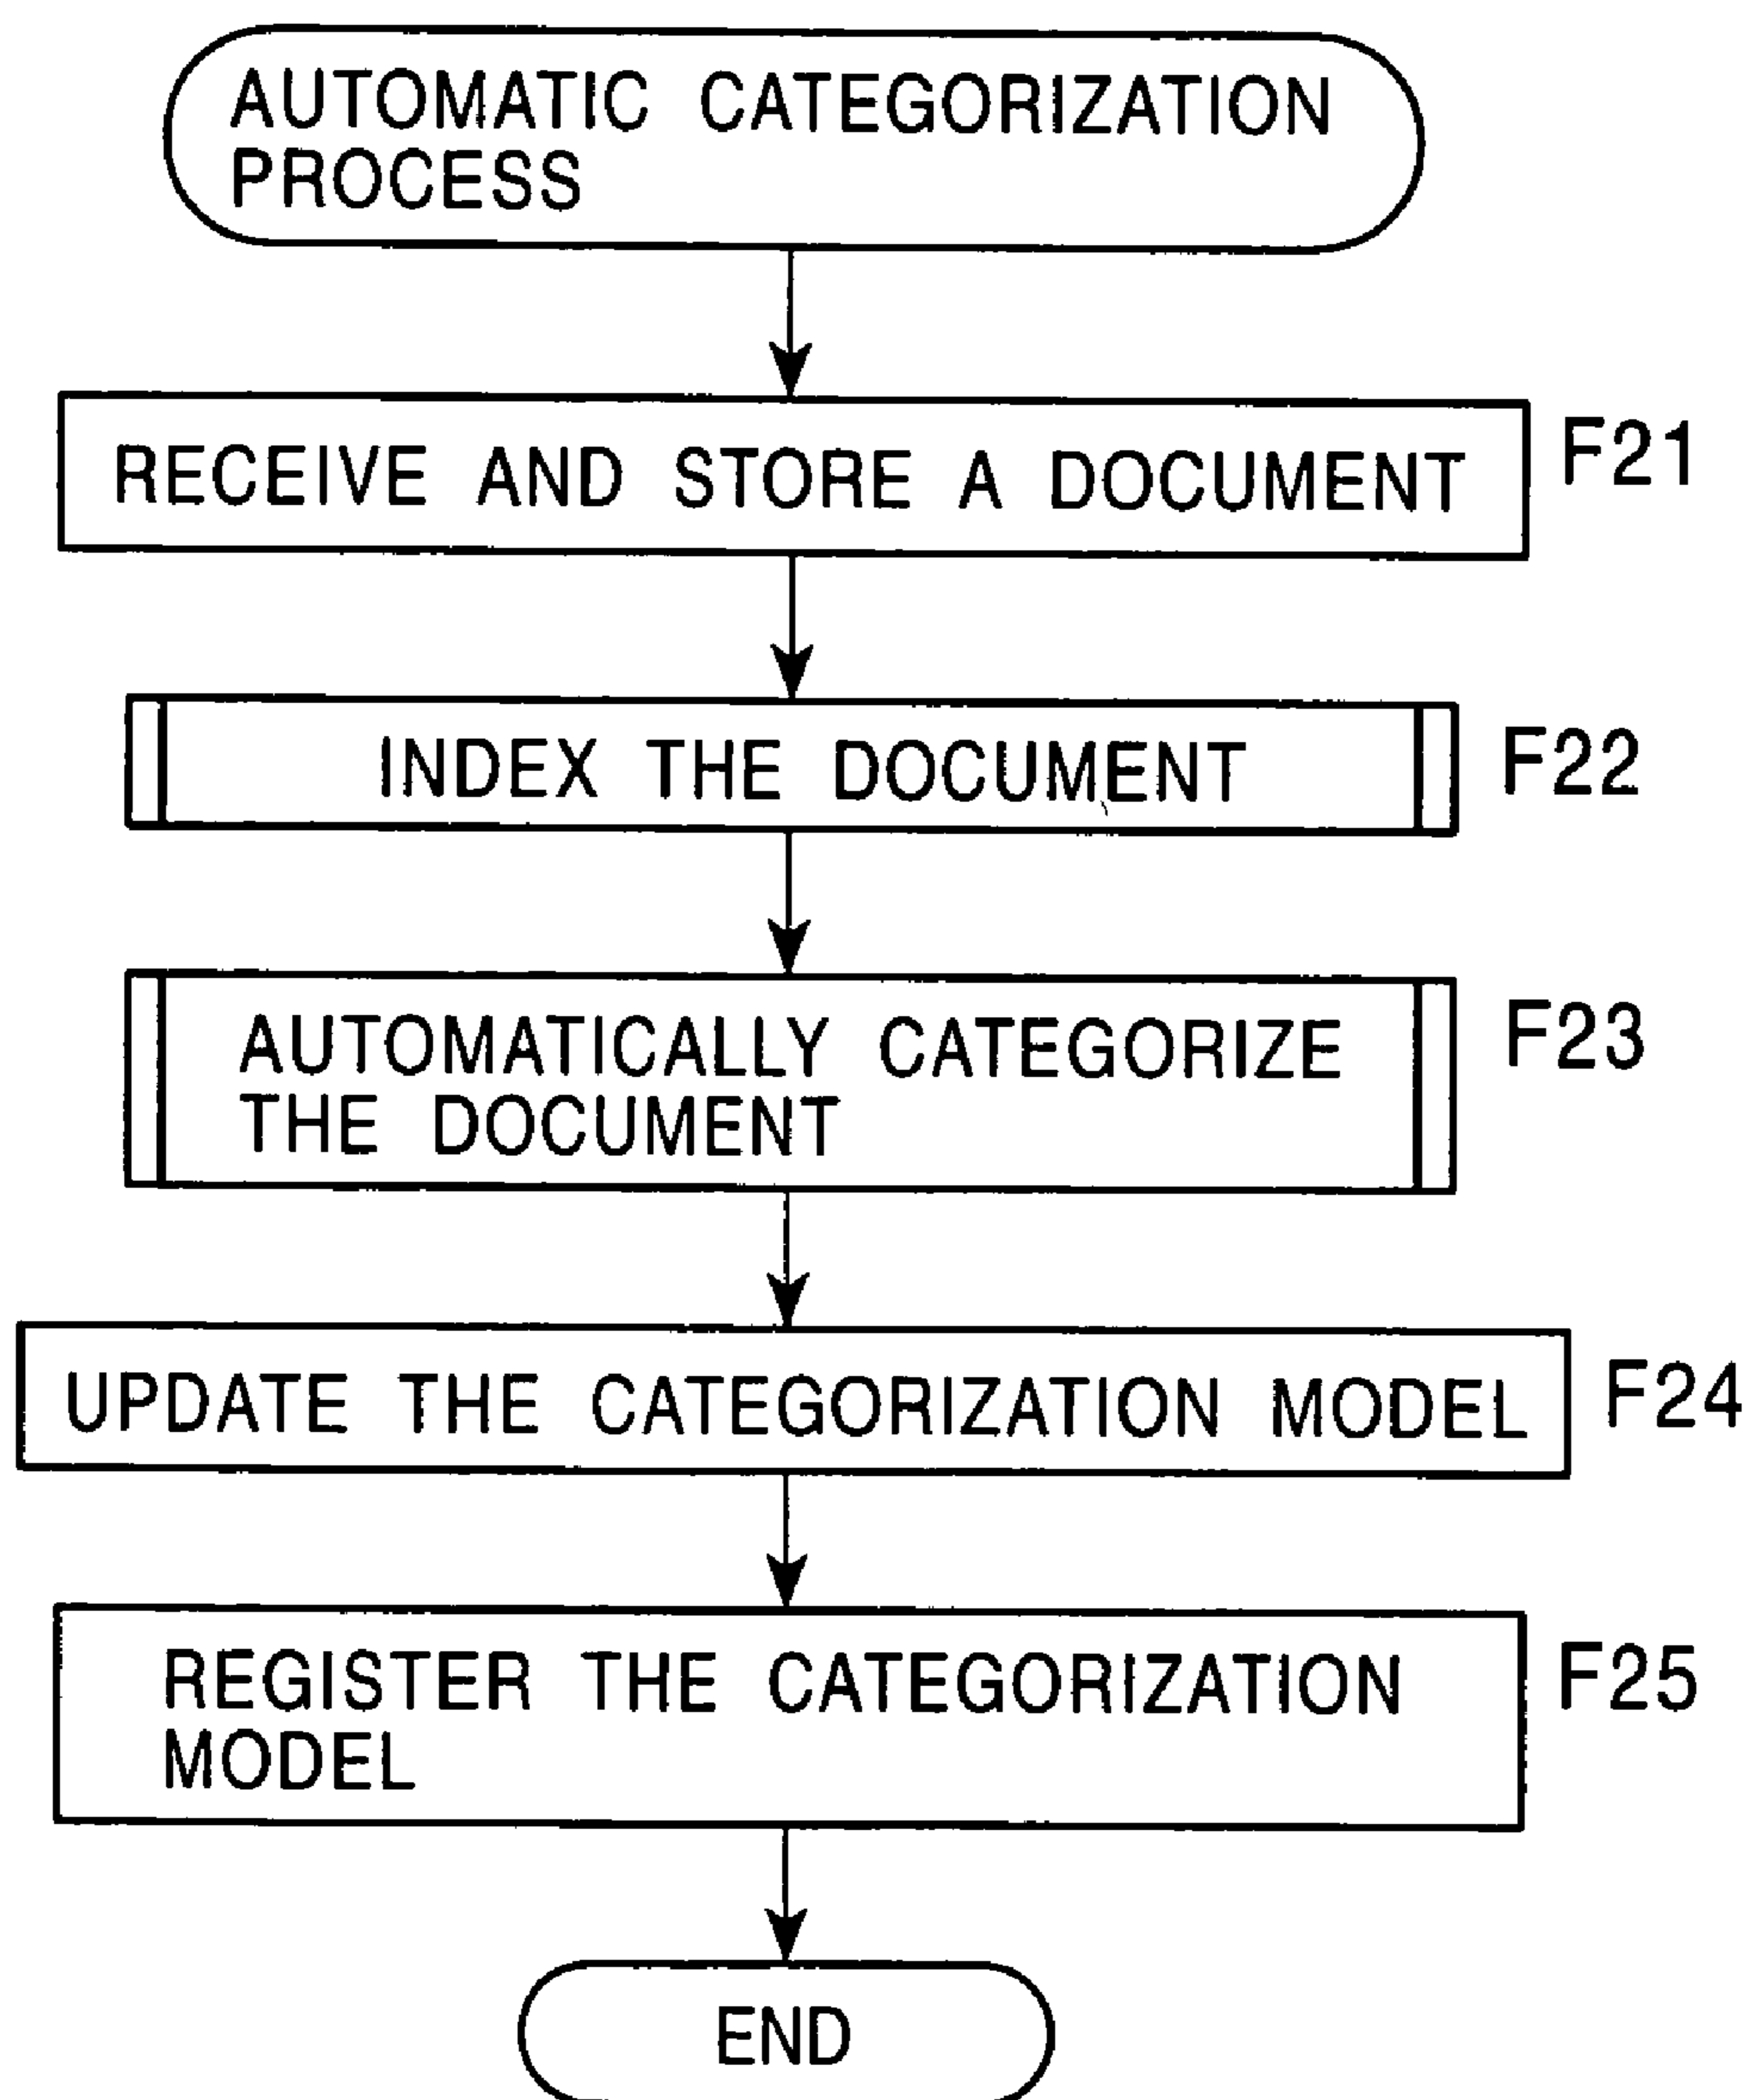 AUTOMATIC CATEGORIZATION
PROCESS
RECEIVE AND STORE A DOCUMENT
F21
INDEX THE DOCUMENT
F22
AUTOMATICALLY CATEGORIZE
THE DOCUMENT
F23
UPDATE THE CATEGORIZATION MODEL
F24
REGISTER THE CATEGORIZATION
MODEL
F25
END